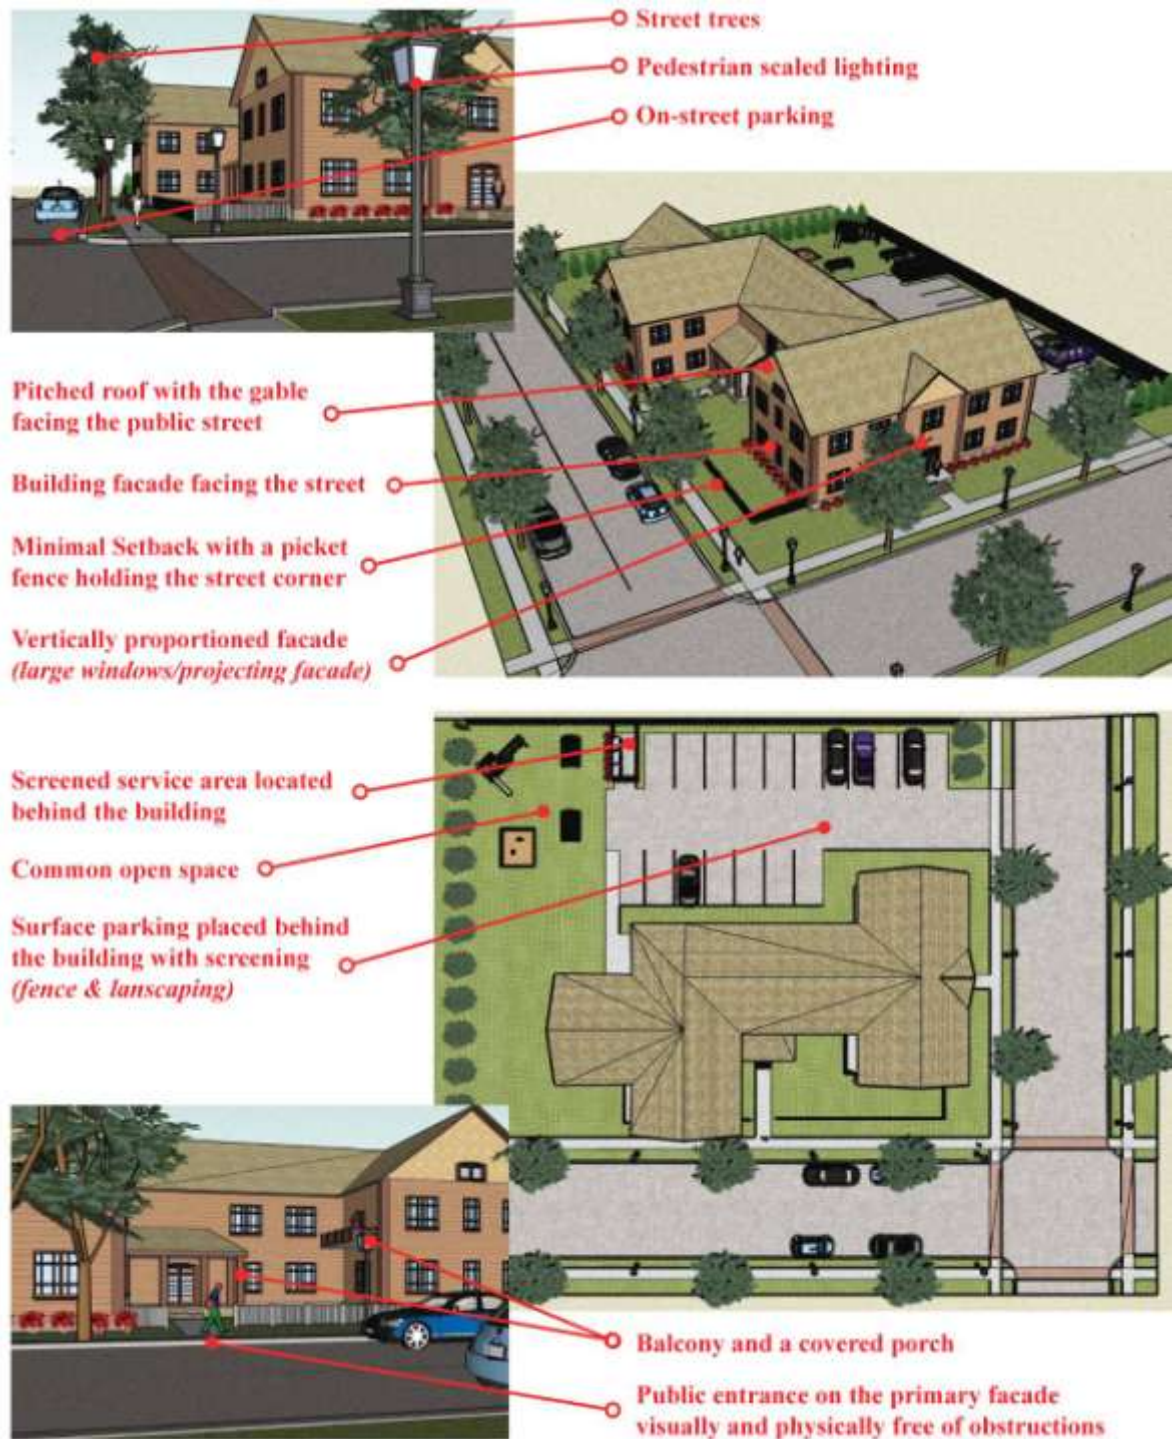 Street trees
Pedestrian scaled lighting
On-street parking
Pitched roof with the gable
facing the public street
Building facade facing the street
Minimal Setback with a picket
fence holding the street corner
Vertically proportioned facade
(large windows/projecting facade)
Screened service area located
behind the building
Common open space
Surface parking placed behind
the building with screening
(fence & lanscaping)
Balcony and a covered porch
Public entrance on the primary facade
visually and physically free of obstructions